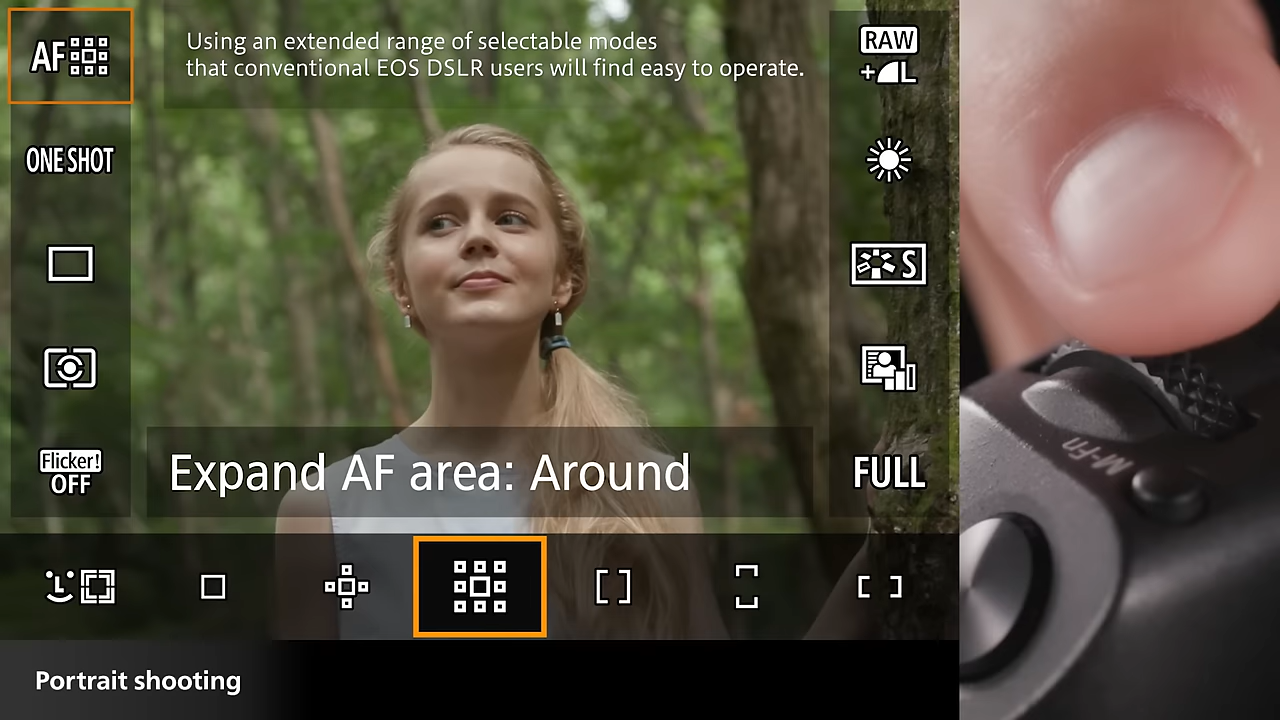 AF
Using an extended range of selectable modes
that conventional EOS DSLR users will find easy to operate.
RAW
+L
ONE SHOT
S
Flicker!
OFF
Expand AF area: Around
FULL
M-Fn
Portrait shooting